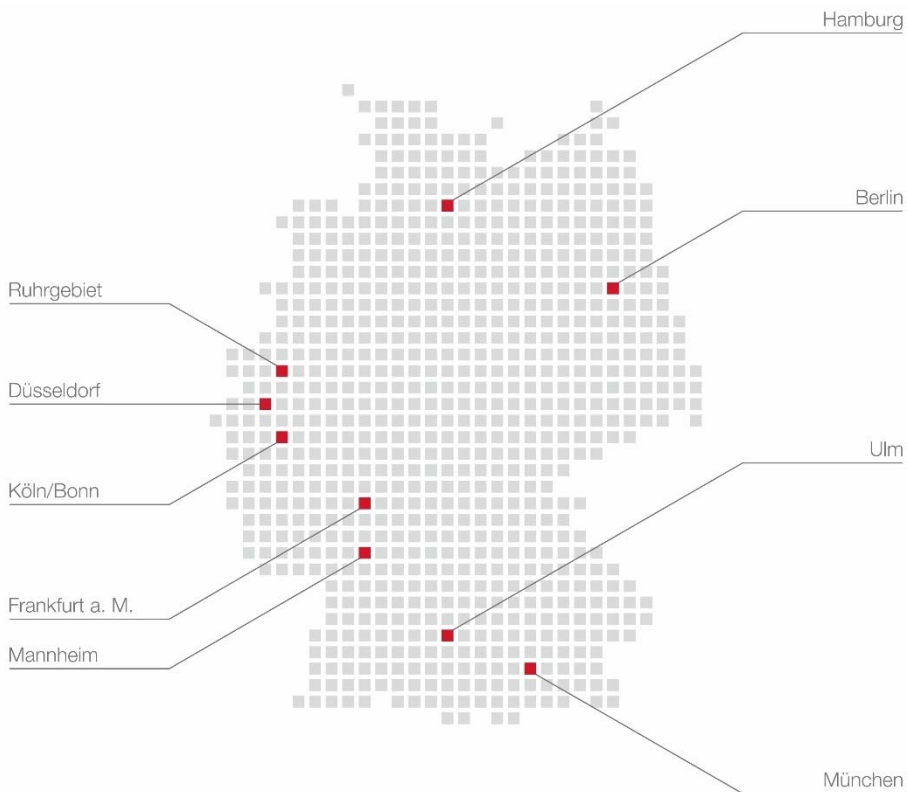 Hamburg
Berlin
Ruhrgebiet
Düsseldorf
Ulm
Köln/Bonn
Frankfurt a. M.
Mannheim
München